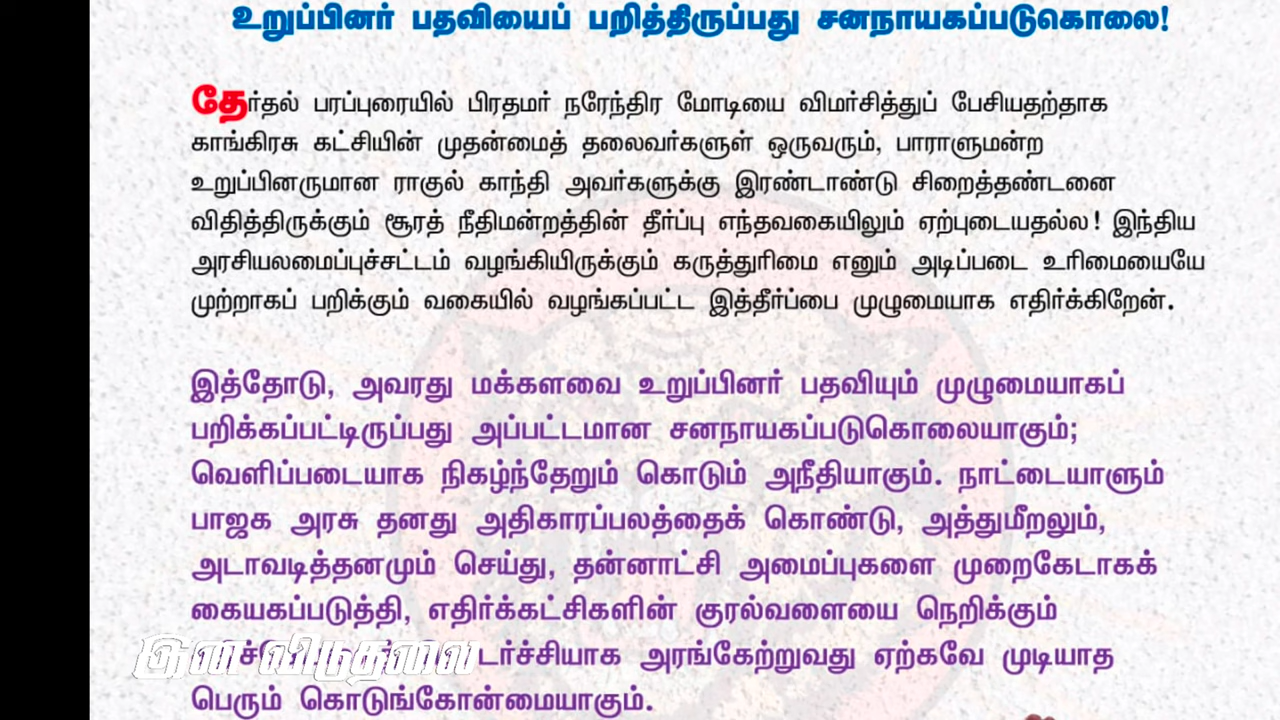 உறுப்பினர் பதவியைப் பறித்திருப்பது சனநாயகப்படுகொலை!
தேர்தல் பரப்புரையில் பிரதமர் நரேந்திர மோடியை விமர்சித்துப் பேசியதற்தாக
காங்கிரசு கட்சியின் முதன்மைத் தலைவர்களுள் ஒருவரும், பாராளுமன்ற
உறுப்பினருமான ராகுல் காந்தி அவர்களுக்கு இரண்டாண்டு சிறைத்தண்டனை
விதித்திருக்கும் சூரத் நீதிமன்றத்தின் தீர்ப்பு எந்தவகையிலும் ஏற்புடையதல்ல! இந்திய
அரசியலமைப்புச்சட்டம் வழங்கியிருக்கும் கருத்துரிமை எனும் அடிப்படை உரிமையையே
முற்றாகப் பறிக்கும் வகையில் வழங்கப்பட்ட இத்தீர்ப்பை முழுமையாக எதிர்க்கிறேன்.
இத்தோடு, அவரது மக்களவை உறுப்பினர் பதவியும் முழுமையாகப்
பறிக்கப்பட்டிருப்பது அப்பட்டமான சனநாயகப்படுகொலையாகும்;
வெளிப்படையாக நிகழ்ந்தேறும் கொடும் அநீதியாகும். நாட்டையாளும்
பாஜக அரசு தனது அதிகாரப்பலத்தைக் கொண்டு, அத்துமீறலும்,
அடாவடித்தனமும் செய்து, தன்னாட்சி அமைப்புகளை முறைகேடாகக்
கையகப்படுத்தி, எதிர்க்கட்சிகளின் குரல்வளையை நெறிக்கும்
இன விடுதலை அரங்கேற்றுவது ஏற்கவே முடியாத
பெரும் கொடுங்கோன்மையாகும்.